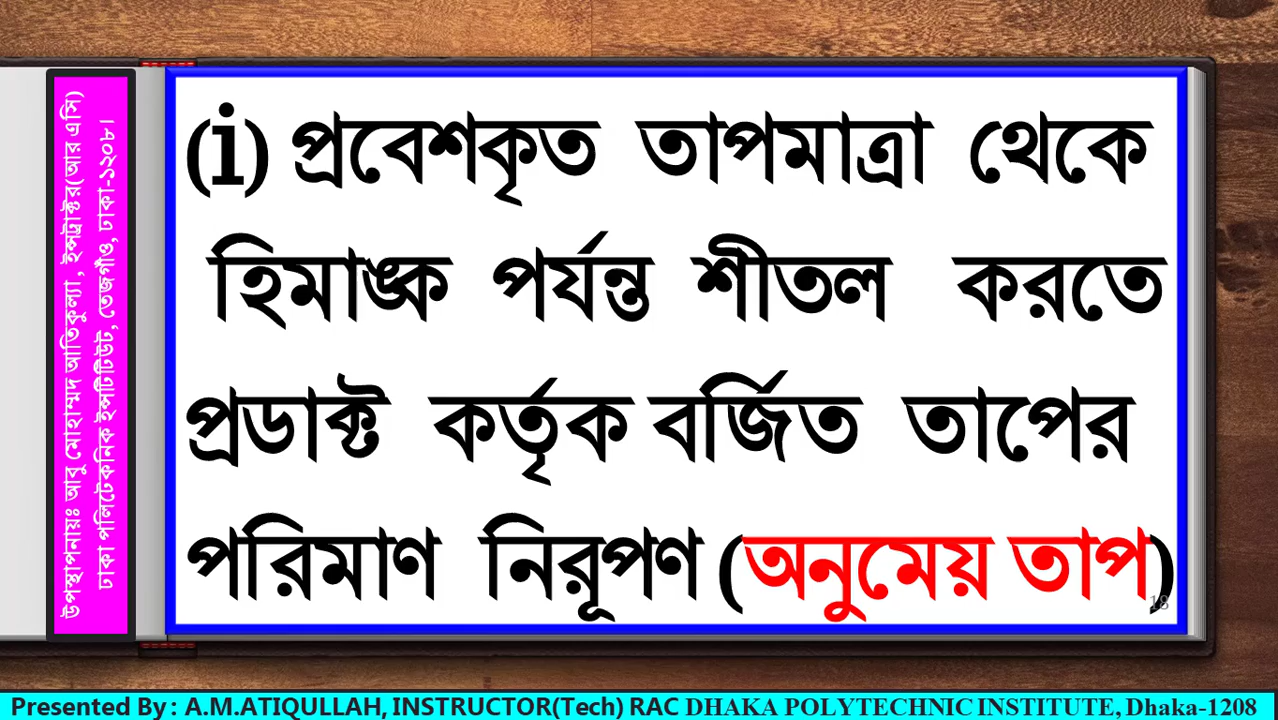 (i) প্রবেশকৃত তাপমাত্রা থেকে
হিমাঙ্ক পর্যন্ত শীতল করতে
প্রডাক্ট কর্তৃক বর্জিত তাপের
পরিমাণ নিরূপণ (অনুমেয় তাপ)
18
উপস্থাপনায়ঃ আবু মোহাম্মদ আতিকুল্যা, ইন্সট্রাক্টর(আর এসি)
ঢাকা পলিটেকনিক ইন্সটিটিউট, তেজগাঁও, ঢাকা-১২০৮।
Presented By: A.M.ATIQULLAH, INSTRUCTOR(Tech) RAC DHAKA POLYTECHNIC INSTITUTE, Dhaka-1208